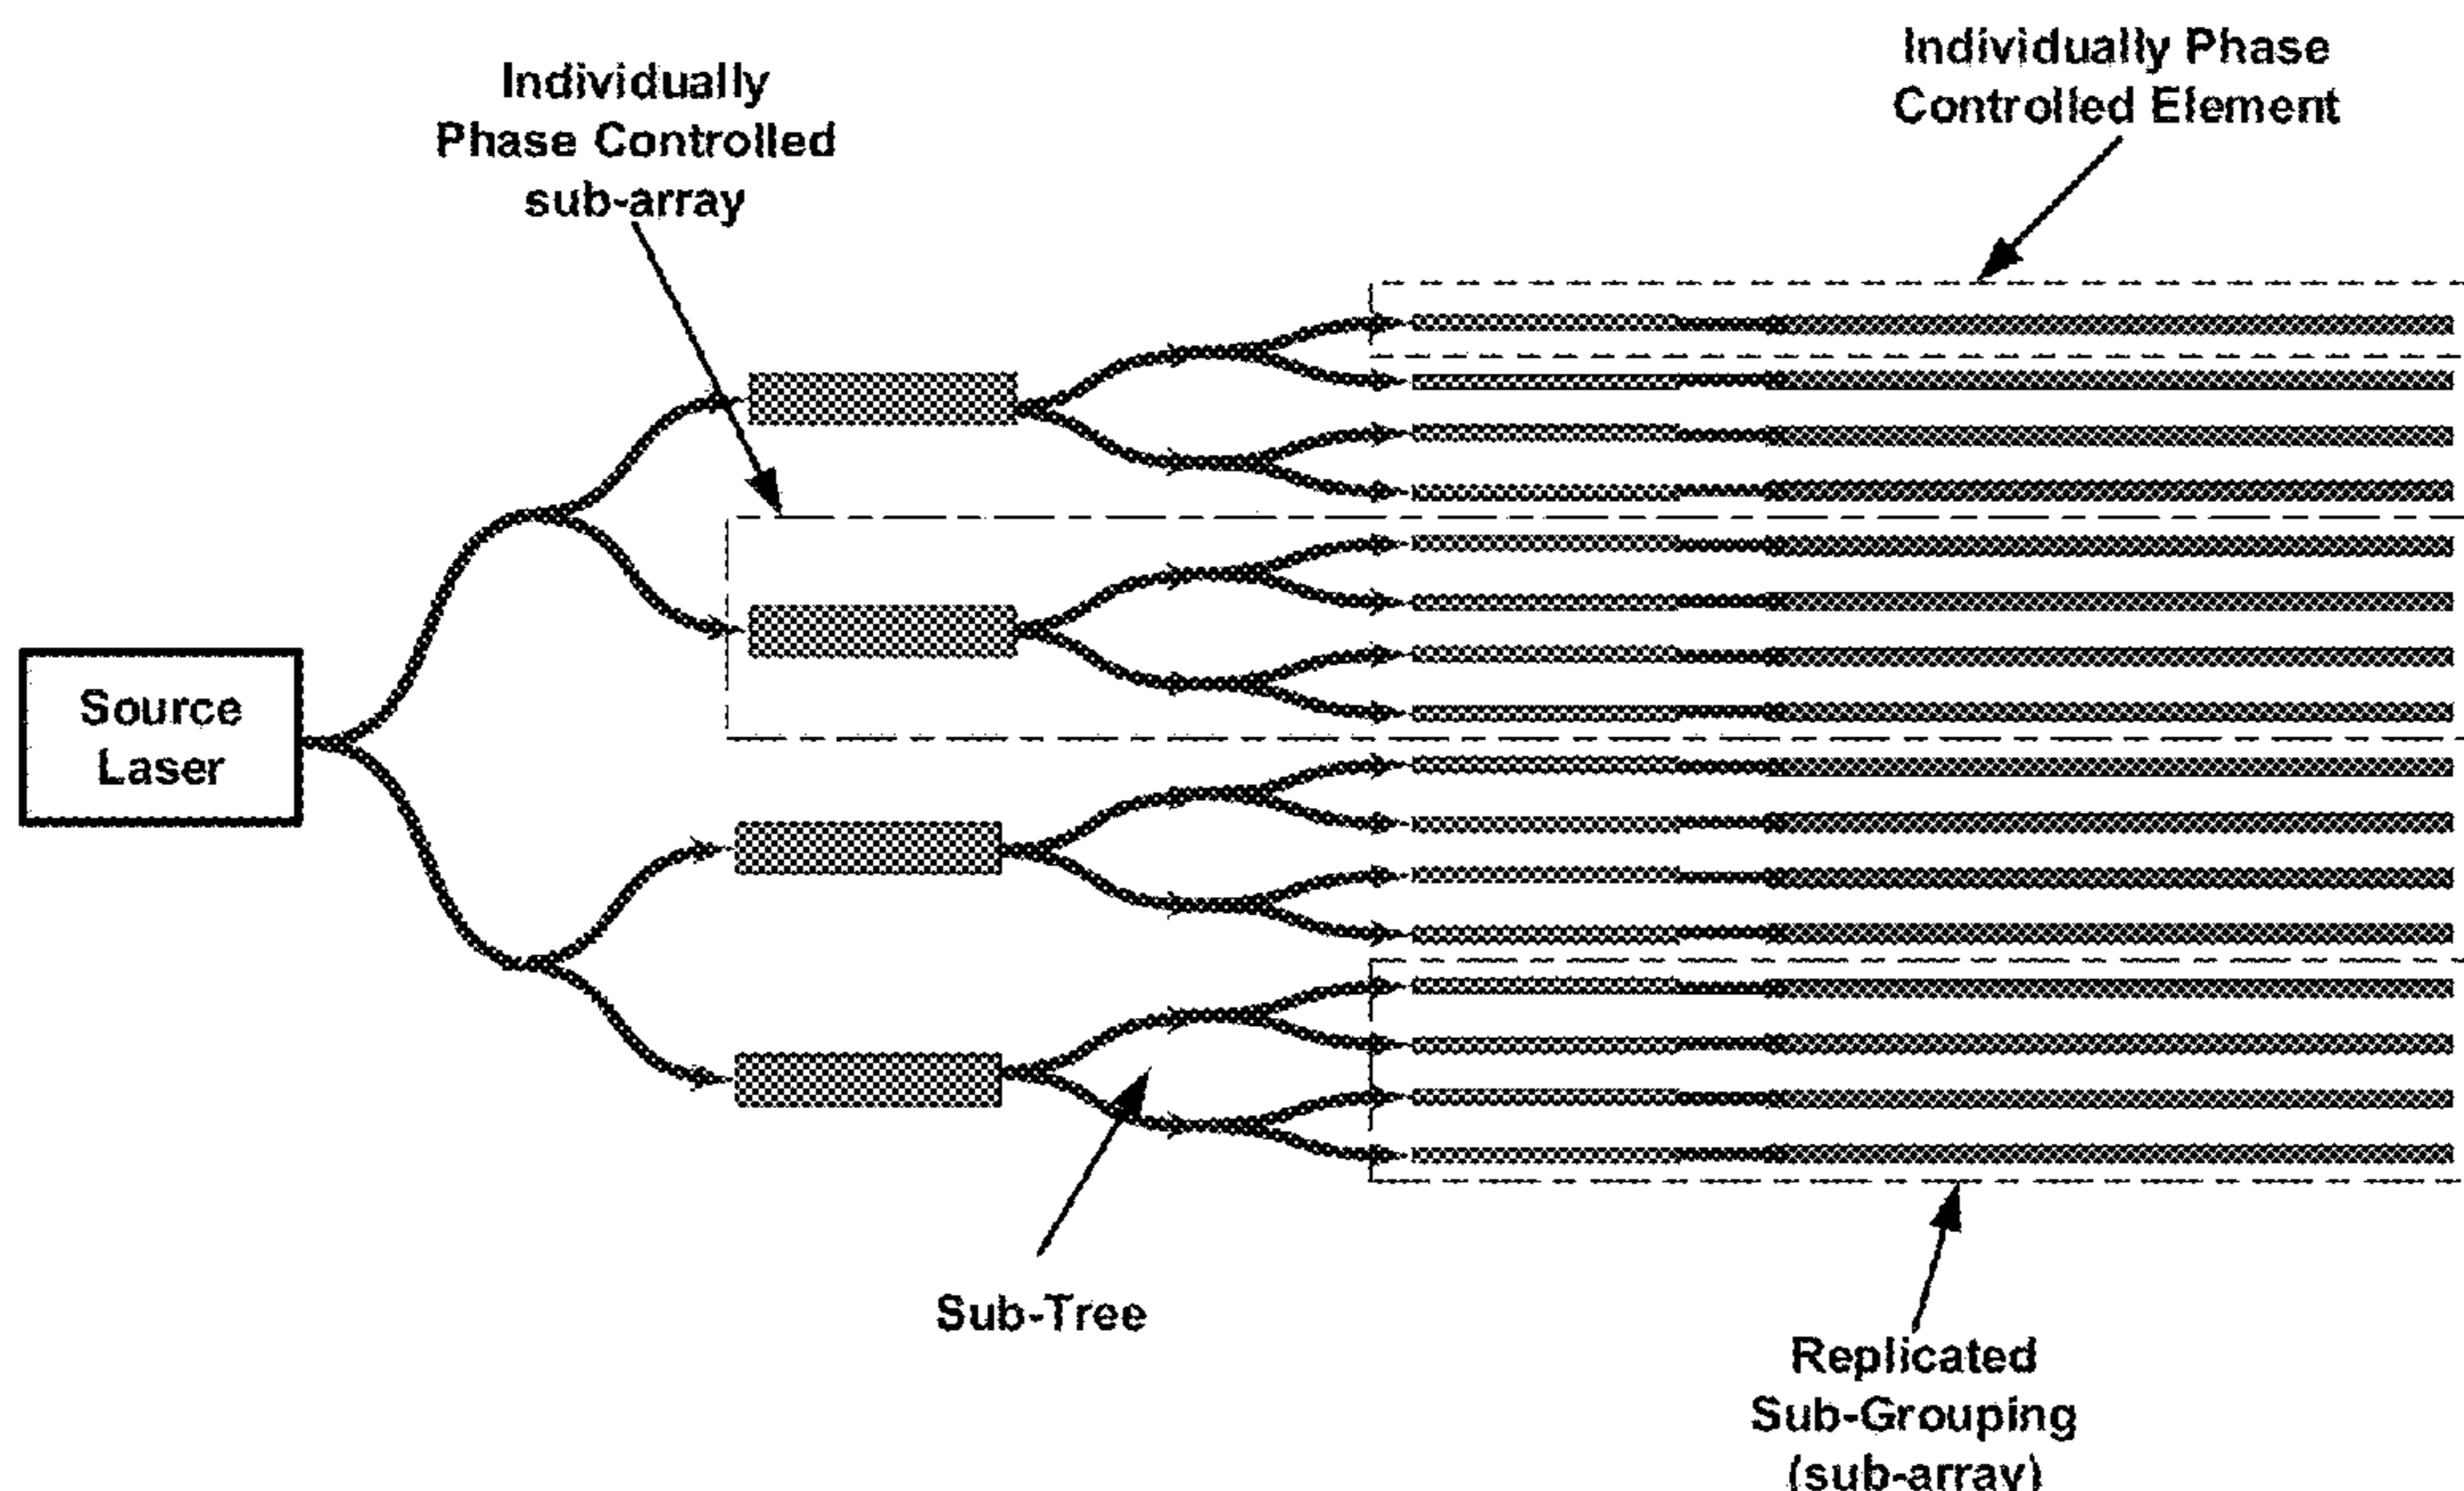 Individually Phase
Controlled Element
Individually
Phase Controlled
sub-array
Source
Laser
Sub-Tree
Replicated
Sub-Grouping
(sub-array)